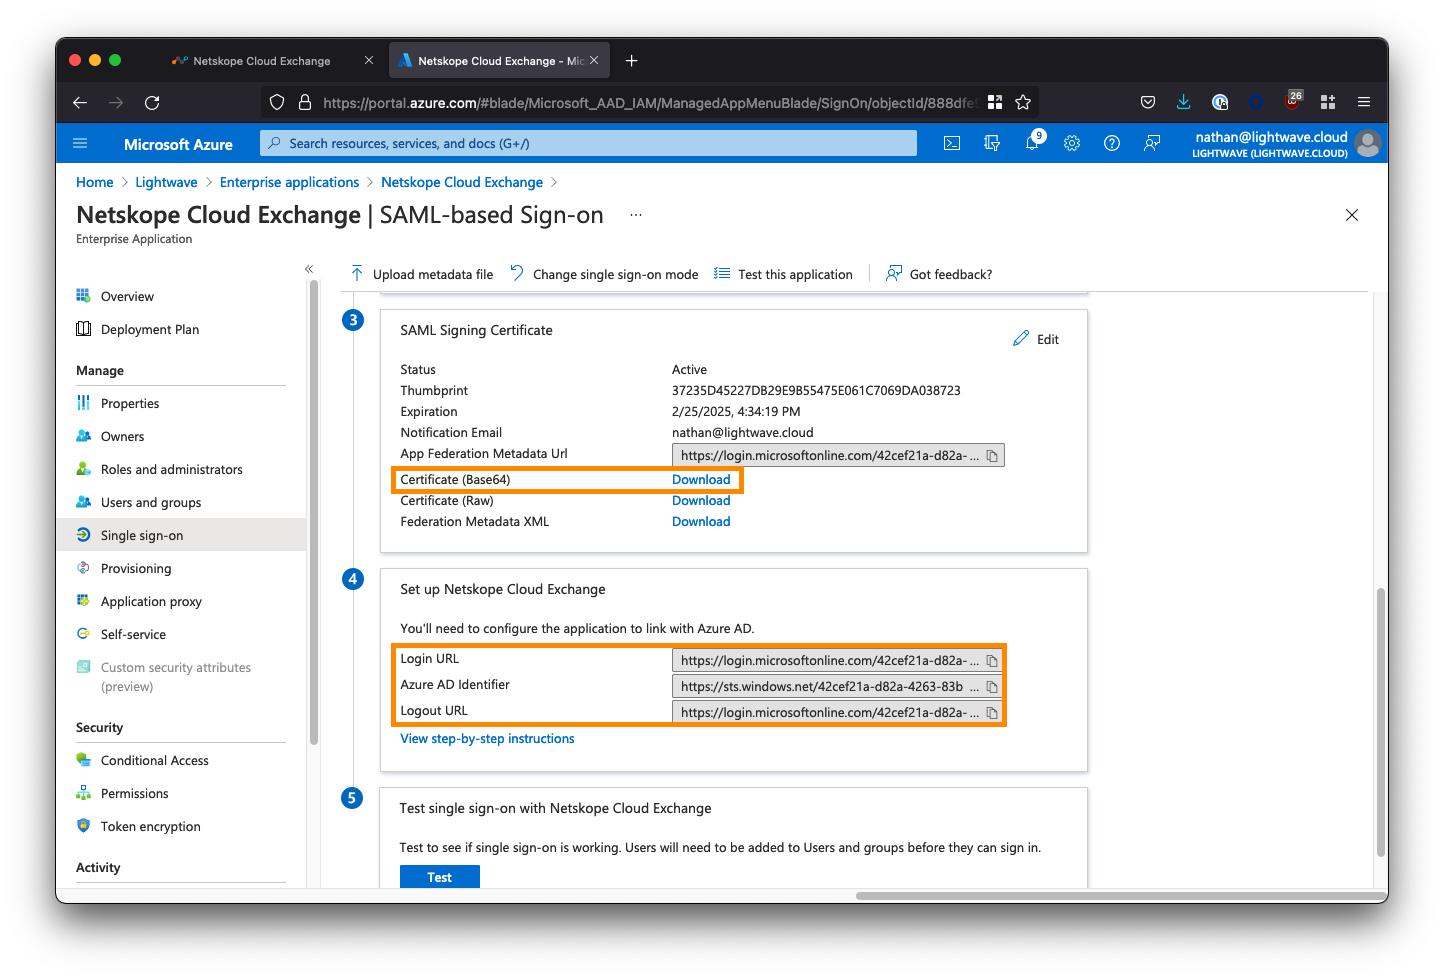 Netskope Cloud Exchange
Netskope Cloud Exchange - Mic
https://portal.azure.com/#blade/Microsoft_AAD_IAM/ManagedAppMenuBlade/SignOn/objectId/888dfe
26
Microsoft Azure
Search resources, services, and docs (G+/)
9
nathan@lightwave.cloud
LIGHTWAVE (LIGHTWAVE.CLOUD)
Home > Lightwave > Enterprise applications > Netskope Cloud Exchange >
Netskope Cloud Exchange | SAML-based Sign-on ...
Enterprise Application
«
Overview
Deployment Plan
Manage
Properties
Owners
Roles and administrators
Users and groups
Single sign-on
Provisioning
Application proxy
Self-service
Custom security attributes
(preview)
Security
Conditional Access
Permissions
Token encryption
Activity
Upload metadata file
Change single sign-on mode
Test this application
Got feedback?
3
SAML Signing Certificate
Edit
Status Active
Thumbprint 37235D45227DB29E9B55475E061C7069DA038723
Expiration 2/25/2025, 4:34:19 PM
Notification Email nathan@lightwave.cloud
App Federation Metadata Url https://login.microsoftonline.com/42cef21a-d82a- ...
Certificate (Base64) Download
Certificate (Raw) Download
Federation Metadata XML Download
4
Set up Netskope Cloud Exchange
You'll need to configure the application to link with Azure AD.
Login URL https://login.microsoftonline.com/42cef21a-d82a- ...
Azure AD Identifier https://sts.windows.net/42cef21a-d82a-4263-83b ...
Logout URL https://login.microsoftonline.com/42cef21a-d82a- ...
View step-by-step instructions
5
Test single sign-on with Netskope Cloud Exchange
Test to see if single sign-on is working. Users will need to be added to Users and groups before they can sign in.
Test